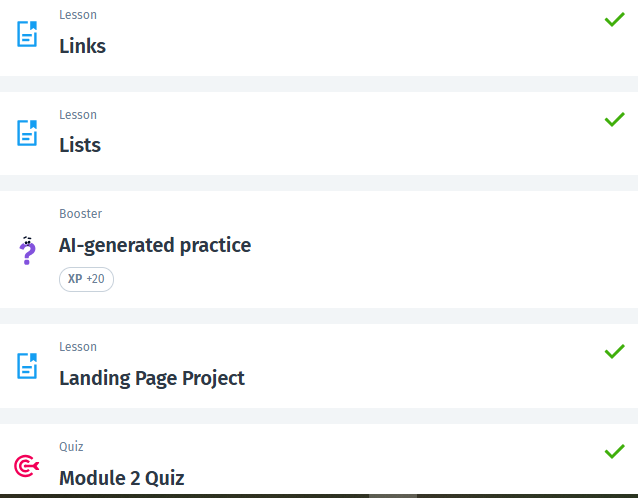 Lesson
Links
Lesson
Lists
Booster
AI-generated practice
XP +20
Lesson
Landing Page Project
Quiz
Module 2 Quiz